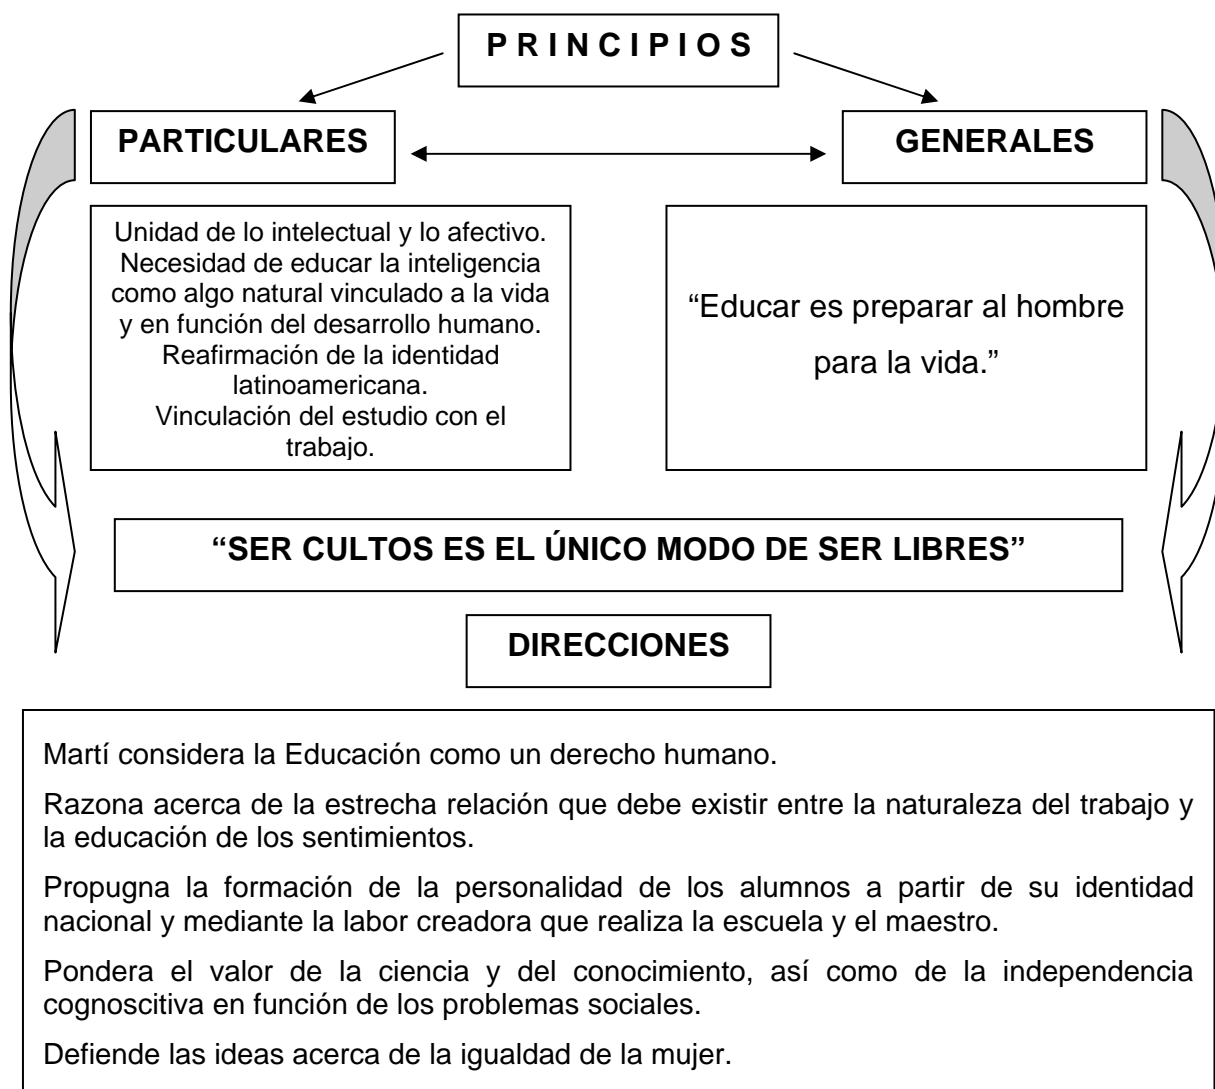 P R I N C I P I O S
PARTICULARES
GENERALES
Unidad de lo intelectual y lo afectivo.
Necesidad de educar la inteligencia
como algo natural vinculado a la vida
y en función del desarrollo humano.
Reafirmación de la identidad
latinoamericana.
Vinculación del estudio con el
trabajo.
“Educar es preparar al hombre
para la vida.”
“SER CULTOS ES EL ÚNICO MODO DE SER LIBRES”
DIRECCIONES
Martí considera la Educación como un derecho humano.
Razona acerca de la estrecha relación que debe existir entre la naturaleza del trabajo y
la educación de los sentimientos.
Propugna la formación de la personalidad de los alumnos a partir de su identidad
nacional y mediante la labor creadora que realiza la escuela y el maestro.
Pondera el valor de la ciencia y del conocimiento, así como de la independencia
cognoscitiva en función de los problemas sociales.
Defiende las ideas acerca de la igualdad de la mujer.